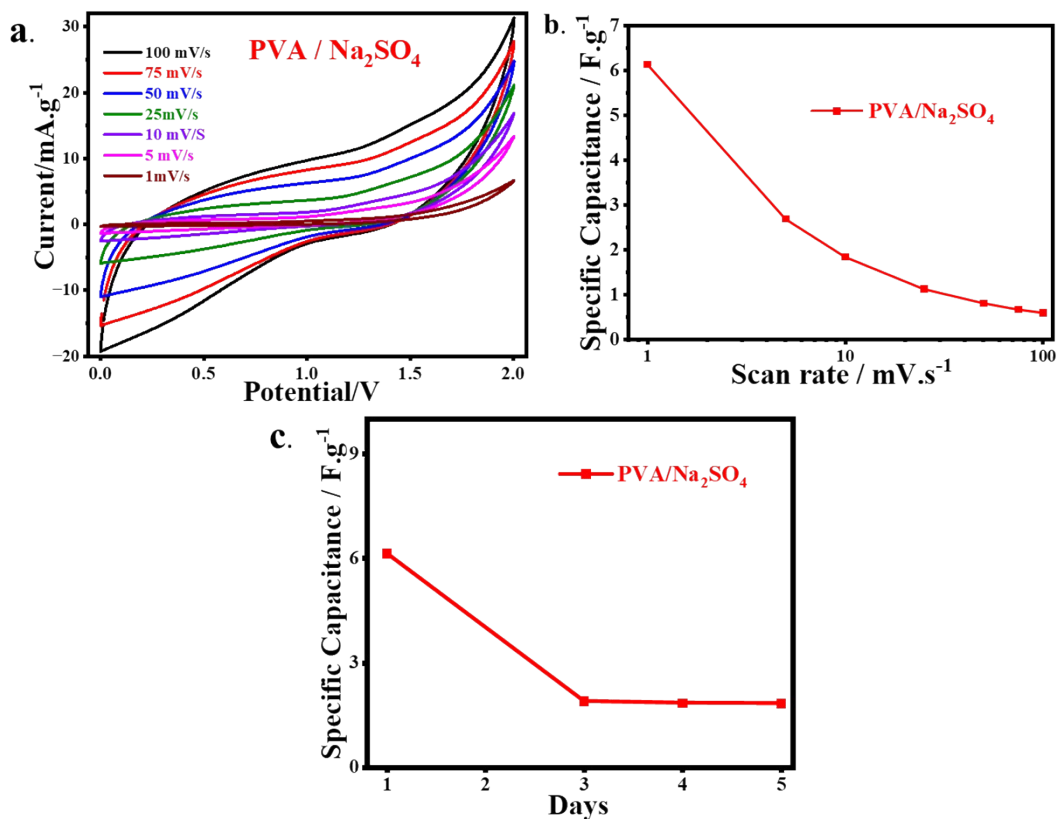 a.
PVA / Na₂SO₄
100 mV/s
75 mV/s
50 mV/s
25mV/s
10 mV/S
5 mV/s
1mV/s
30
20
10
0
−10
−20
Current/mA.g⁻¹
0.0 0.5 1.0 1.5 2.0
Potential/V
b.
7
6
5
4
3
2
1
0
Specific Capacitance / F.g⁻¹
PVA/Na₂SO₄
1 10 100
Scan rate / mV.s⁻¹
c.
9
6
3
0
Specific Capacitance / F.g⁻¹
PVA/Na₂SO₄
1 2 3 4 5
Days